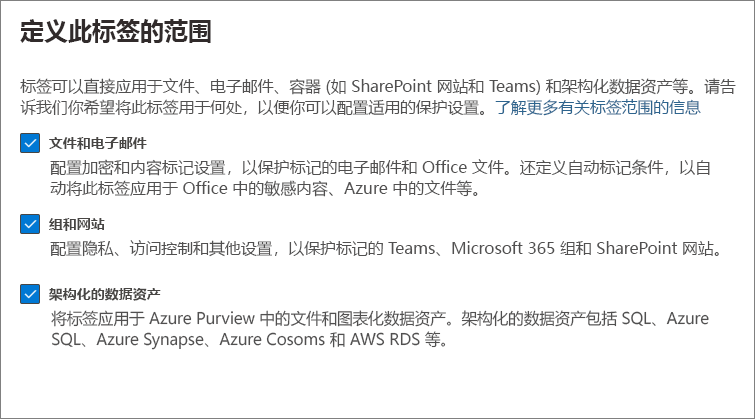 定义此标签的范围
标签可以直接应用于文件、电子邮件、容器 (如 SharePoint 网站和 Teams) 和架构化数据资产等。请告
诉我们你希望将此标签用于何处，以便你可以配置适用的保护设置。了解更多有关标签范围的信息
文件和电子邮件
配置加密和内容标记设置，以保护标记的电子邮件和 Office 文件。还定义自动标记条件，以自
动将此标签应用于 Office 中的敏感内容、Azure 中的文件等。
组和网站
配置隐私、访问控制和其他设置，以保护标记的 Teams、Microsoft 365 组和 SharePoint 网站。
架构化的数据资产
将标签应用于 Azure Purview 中的文件和图表化数据资产。架构化的数据资产包括 SQL、Azure
SQL、Azure Synapse、Azure Cosoms 和 AWS RDS 等。